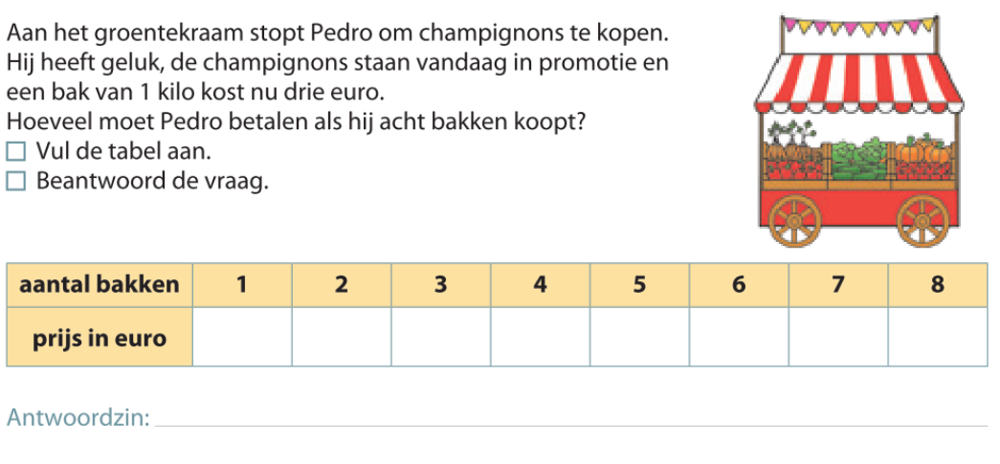 Aan het groentekraam stopt Pedro om champignons te kopen.
Hij heeft geluk, de champignons staan vandaag in promotie en
een bak van 1 kilo kost nu drie euro.
Hoeveel moet Pedro betalen als hij acht bakken koopt?
Vul de tabel aan.
Beantwoord de vraag.
aantal bakken 1 2 3 4 5 6 7 8
prijs in euro
Antwoordzin: